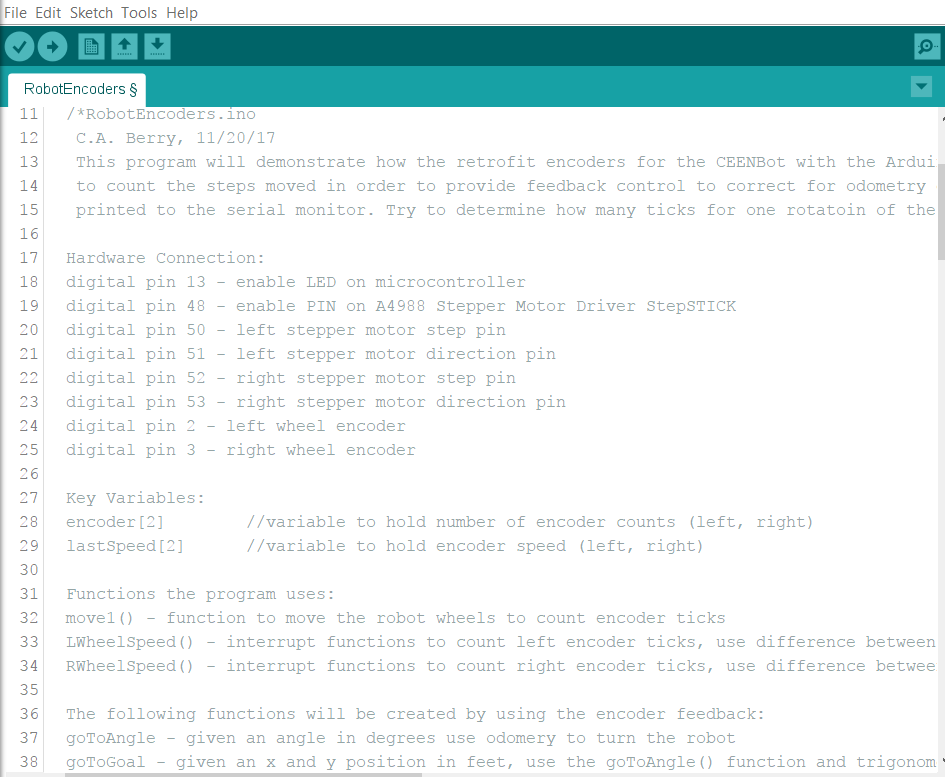 File Edit Sketch Tools Help
RobotEncoders §
11 /*RobotEncoders.ino
12 C.A. Berry, 11/20/17
13 This program will demonstrate how the retrofit encoders for the CEENBot with the Ardui
14 to count the steps moved in order to provide feedback control to correct for odometry
15 printed to the serial monitor. Try to determine how many ticks for one rotatoin of the
16
17 Hardware Connection:
18 digital pin 13 - enable LED on microcontroller
19 digital pin 48 - enable PIN on A4988 Stepper Motor Driver StepSTICK
20 digital pin 50 - left stepper motor step pin
21 digital pin 51 - left stepper motor direction pin
22 digital pin 52 - right stepper motor step pin
23 digital pin 53 - right stepper motor direction pin
24 digital pin 2 - left wheel encoder
25 digital pin 3 - right wheel encoder
26
27 Key Variables:
28 encoder[2] //variable to hold number of encoder counts (left, right)
29 lastSpeed[2] //variable to hold encoder speed (left, right)
30
31 Functions the program uses:
32 move1() - function to move the robot wheels to count encoder ticks
33 LWheelSpeed() - interrupt functions to count left encoder ticks, use difference between
34 RWheelSpeed() - interrupt functions to count right encoder ticks, use difference betwee
35
36 The following functions will be created by using the encoder feedback:
37 goToAngle - given an angle in degrees use odomery to turn the robot
38 goToGoal - given an x and y position in feet, use the goToAngle() function and trigonom